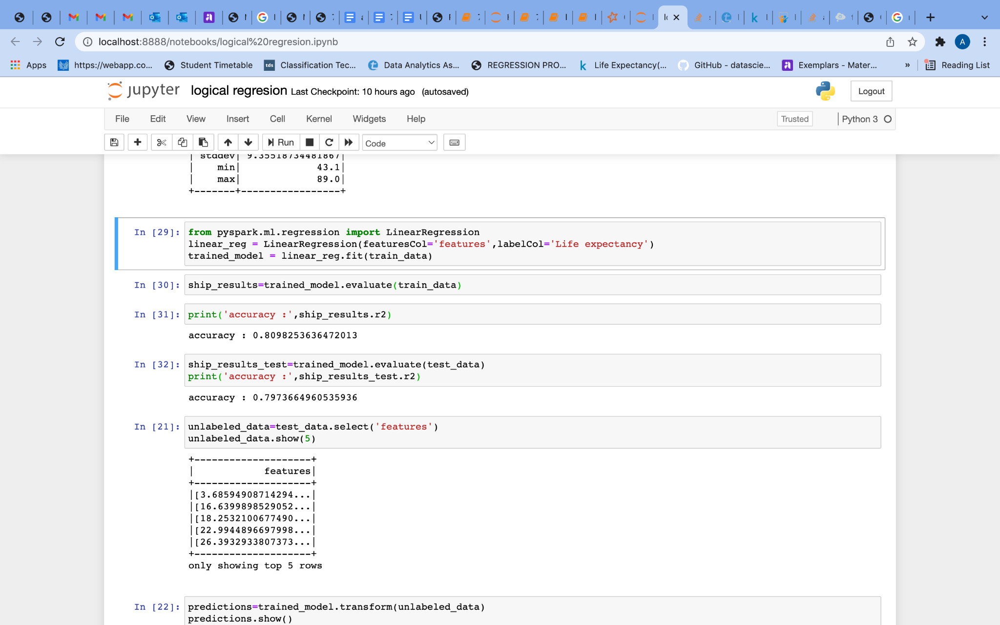 localhost:8888/notebooks/logical%20regresion.ipynb
A
Apps
https://webapp.co...
Student Timetable
tds
Classification Tec...
Data Analytics As...
REGRESSION PRO...
Life Expectancy(...
GitHub - datascie...
Exemplars - Mater...
»
Reading List
jupyter
logical regresion Last Checkpoint: 10 hours ago (autosaved)
Logout
File Edit View Insert Cell Kernel Widgets Help
Trusted
Python 3
Run
Code
| stddev| 9.35518734481867|
|    min|             43.1|
|    max|             89.0|
+-------+-----------------+
In [29]: from pyspark.ml.regression import LinearRegression
linear_reg = LinearRegression(featuresCol='features',labelCol='Life expectancy')
trained_model = linear_reg.fit(train_data)
In [30]: ship_results=trained_model.evaluate(train_data)
In [31]: print('accuracy :',ship_results.r2)
accuracy : 0.8098253636472013
In [32]: ship_results_test=trained_model.evaluate(test_data)
print('accuracy :',ship_results_test.r2)
accuracy : 0.7973664960535936
In [21]: unlabeled_data=test_data.select('features')
unlabeled_data.show(5)
+--------------------+
|            features|
+--------------------+
|[3.68594908714294...|
|[16.6399898529052...|
|[18.2532100677490...|
|[22.9944896697998...|
|[26.3932933807373...|
+--------------------+
only showing top 5 rows
In [22]: predictions=trained_model.transform(unlabeled_data)
predictions.show()